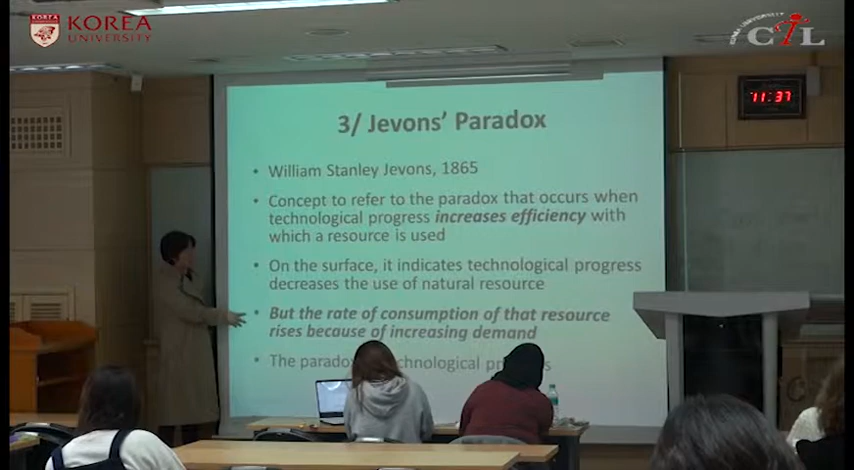 KOREA
UNIVERSITY
KOREA UNIVERSITY
CTL
11:37
3/ Jevons' Paradox
• William Stanley Jevons, 1865
• Concept to refer to the paradox that occurs when
technological progress increases efficiency with
which a resource is used
• On the surface, it indicates technological progress
decreases the use of natural resource
• But the rate of consumption of that resource
rises because of increasing demand
• The technological